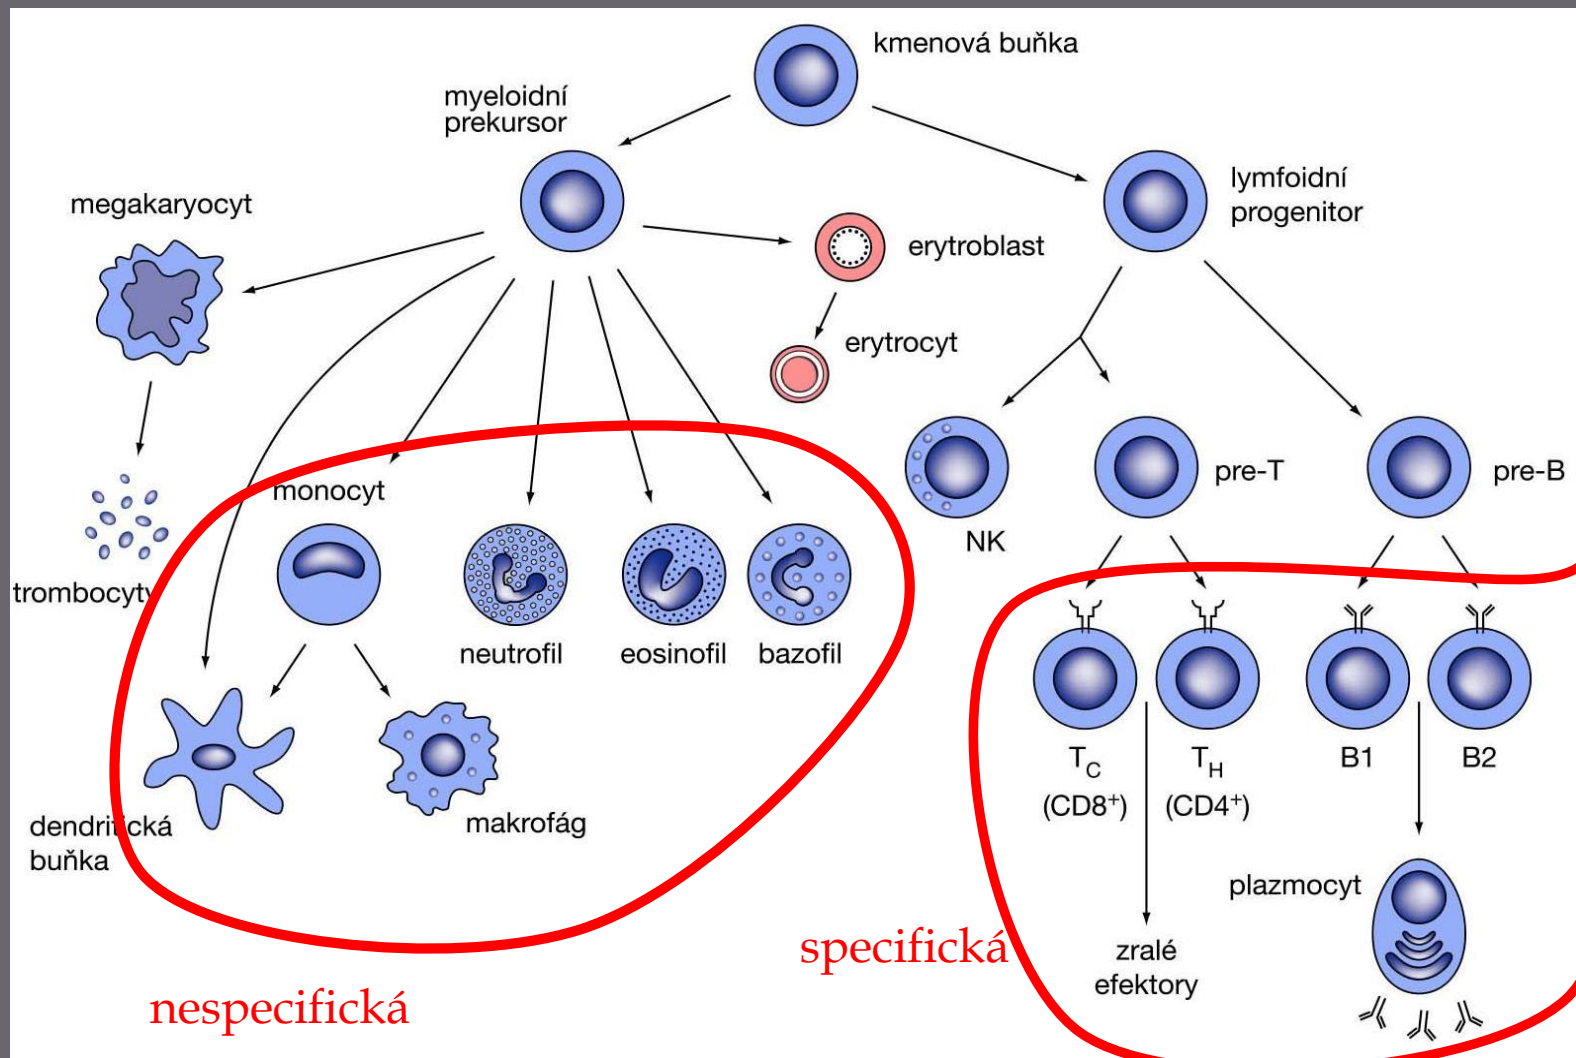 kmenová buňka
myeloidní
prekursor
lymfoidní
progenitor
megakaryocyt
erytroblast
erytrocyt
monocyt
NK
pre-T
pre-B
trombocyty
neutrofil
eosinofil
bazofil
dendritická
buňka
makrofág
T_C
(CD8⁺)
T_H
(CD4⁺)
B1
B2
plazmocyt
zralé
efektory
specifická
nespecifická